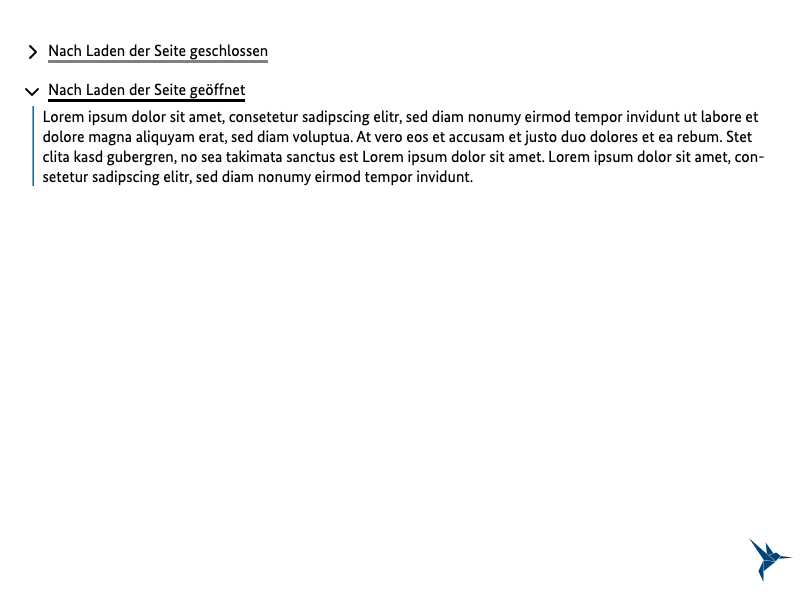 Nach Laden der Seite geschlossen
Nach Laden der Seite geöffnet
Lorem ipsum dolor sit amet, consetetur sadipscing elitr, sed diam nonumy eirmod tempor invidunt ut labore et
dolore magna aliquyam erat, sed diam voluptua. At vero eos et accusam et justo duo dolores et ea rebum. Stet
clita kasd gubergren, no sea takimata sanctus est Lorem ipsum dolor sit amet. Lorem ipsum dolor sit amet, con-
setetur sadipscing elitr, sed diam nonumy eirmod tempor invidunt.